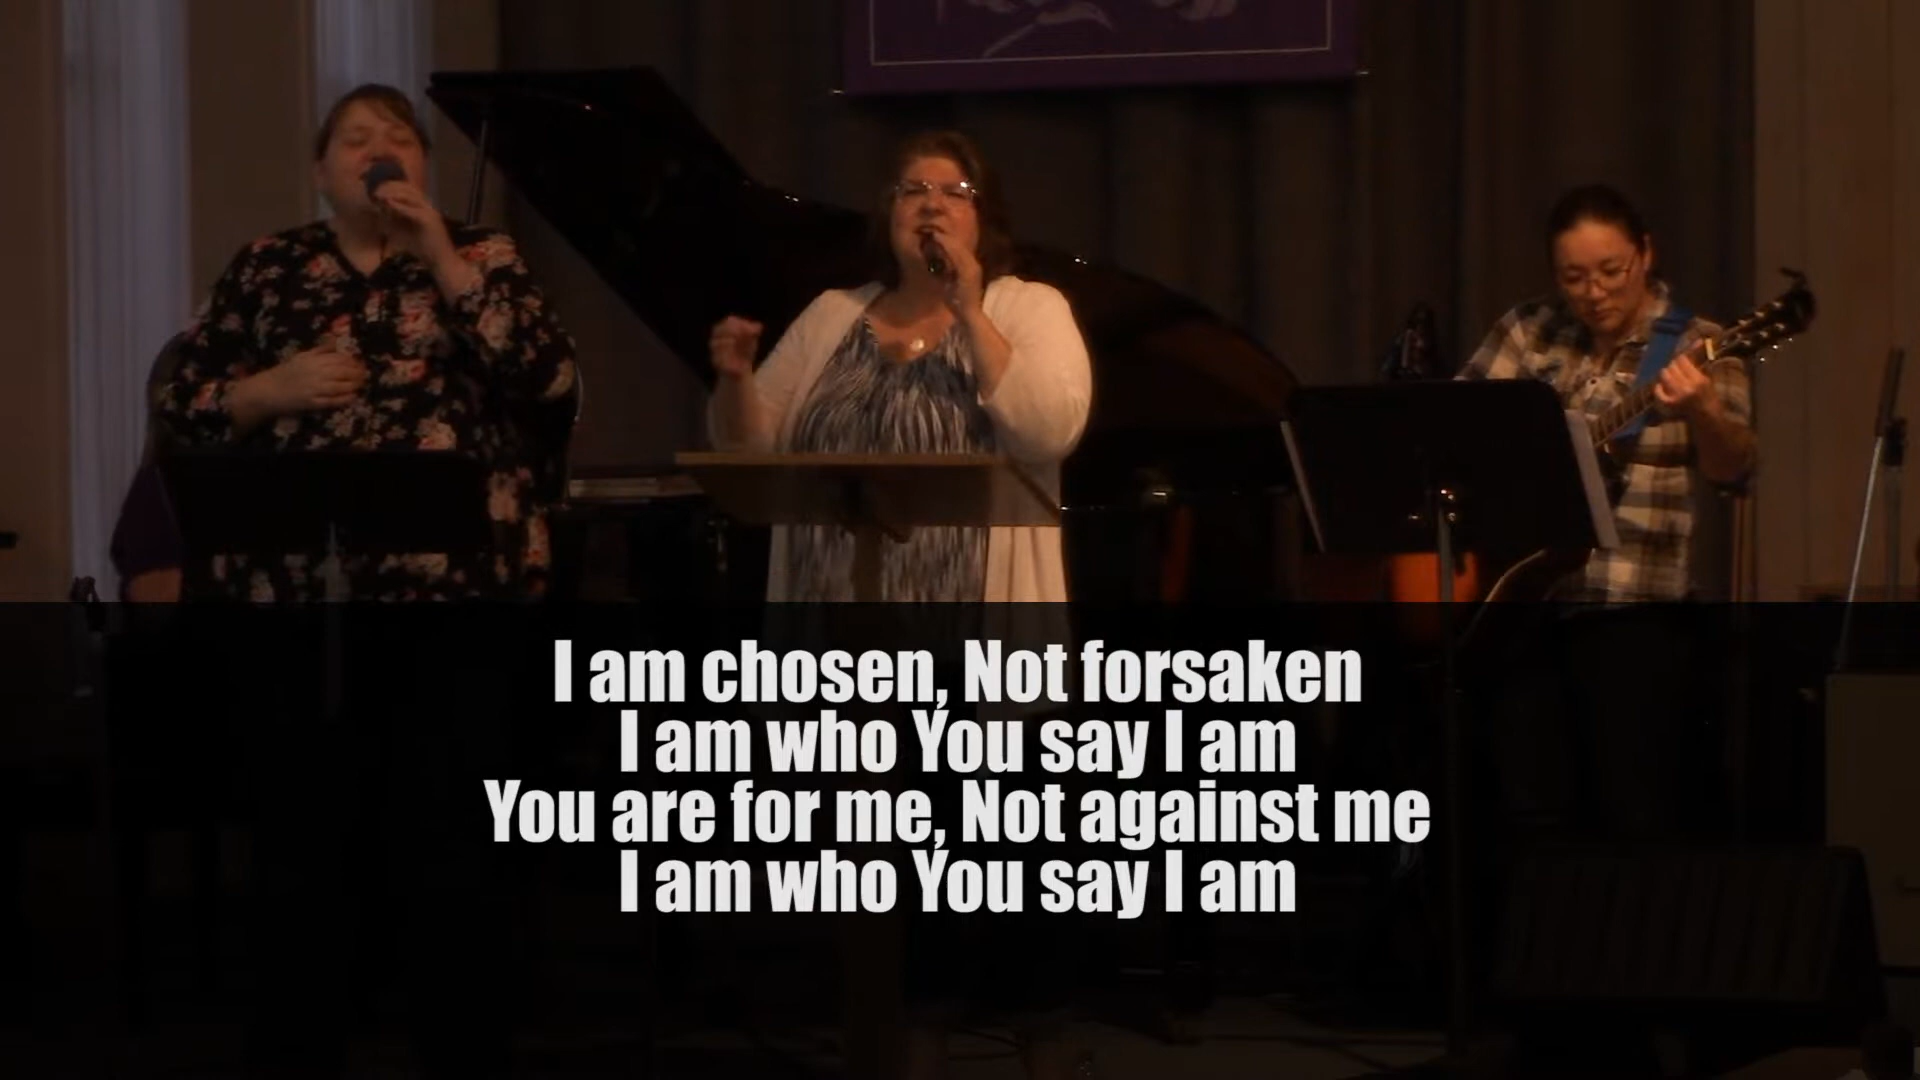 I am chosen, Not forsaken
I am who You say I am
You are for me, Not against me
I am who You say I am